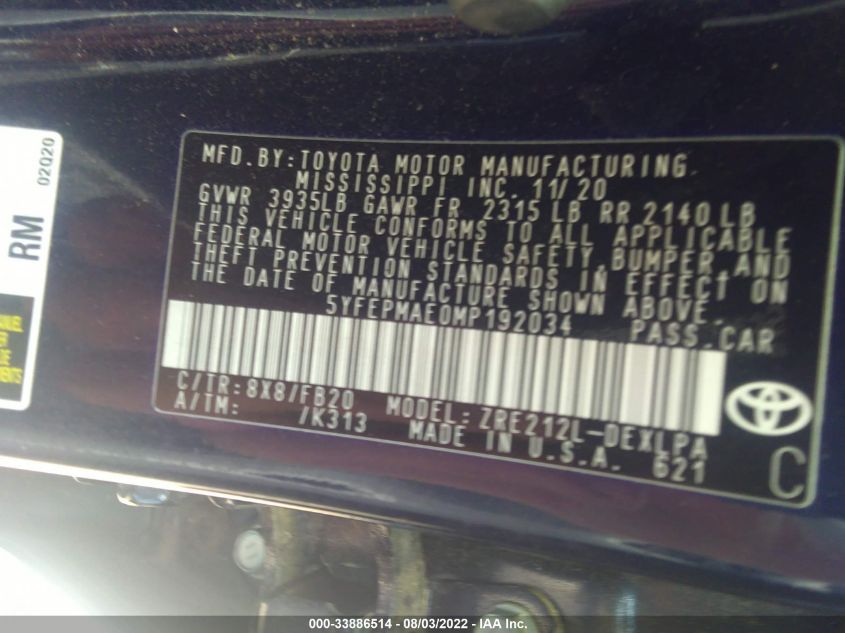 02020
RM
MFD. BY: TOYOTA MOTOR MANUFACTURING.
MISSISSIPPI INC. 11/20
GVWR 3935LB GAWR FR 2315 LB RR 2140 LB
THIS VEHICLE CONFORMS TO ALL APPLICABLE
FEDERAL MOTOR VEHICLE SAFETY, BUMPER, AND
THEFT PREVENTION STANDARDS IN EFFECT ON
THE DATE OF MANUFACTURE SHOWN ABOVE.
5YFEPMAE0MP192034 PASS.CAR
C/TR: 8X8/FB20 MODEL: ZRE212L-DEXLPA
A/TM: /K313 MADE IN U.S.A. 621
C
000-33886514 - 08/03/2022 - IAA Inc.